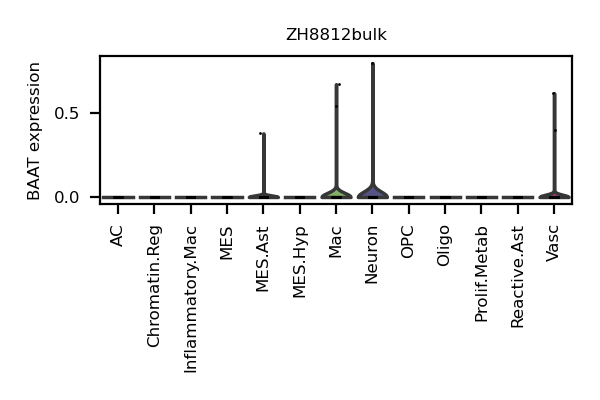 ZH8812bulk
BAAT expression
0.5
0.0
AC
Chromatin.Reg
Inflammatory.Mac
MES
MES.Ast
MES.Hyp
Mac
Neuron
OPC
Oligo
Prolif.Metab
Reactive.Ast
Vasc